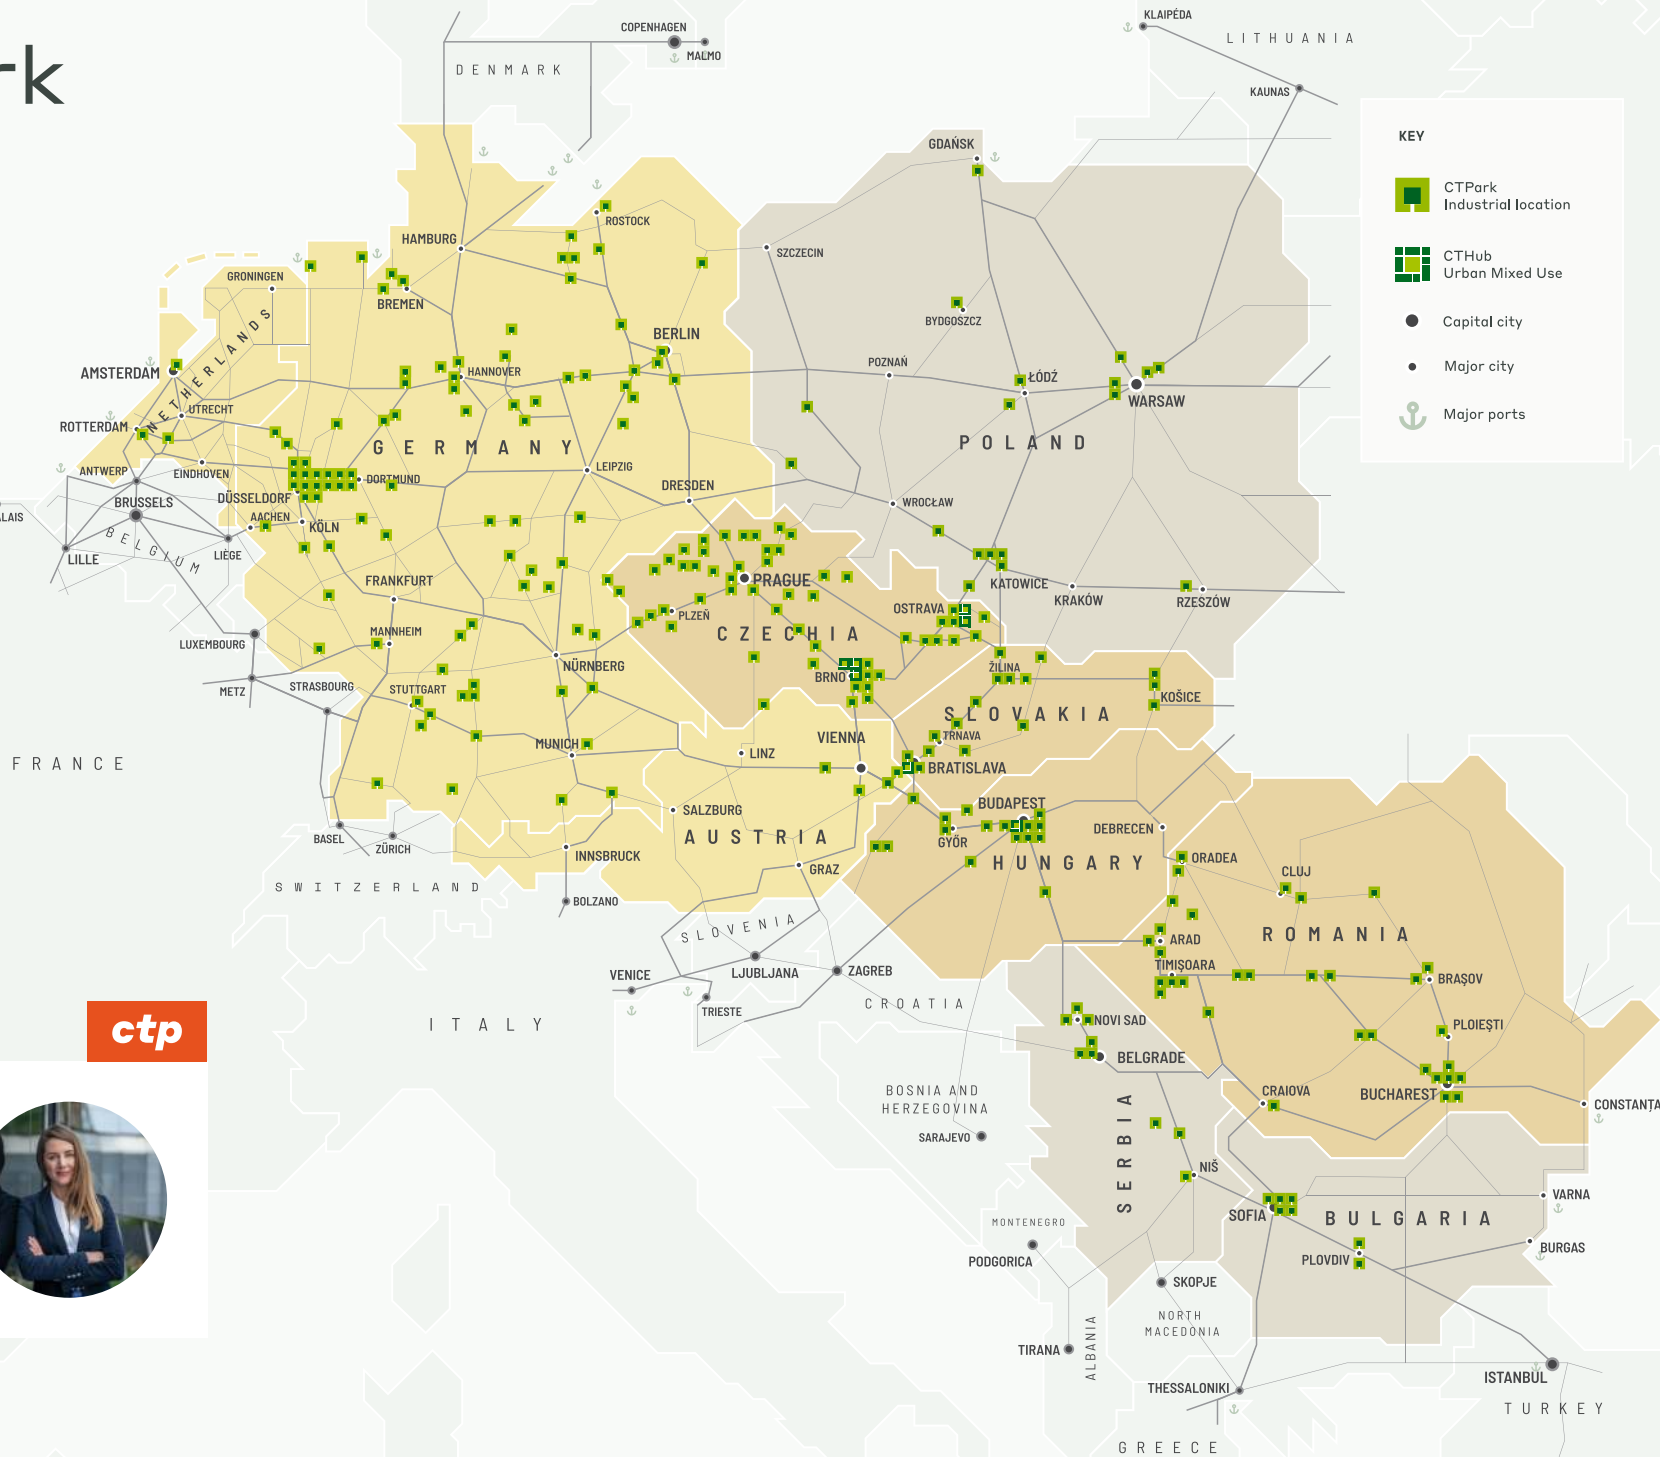 rk
KEY
CTPark
Industrial location
CTHub
Urban Mixed Use
Capital city
Major city
Major ports
KLAIPĖDA
LITHUANIA
KAUNAS
COPENHAGEN
MALMO
DENMARK
GDAŃSK
ROSTOCK
HAMBURG
SZCZECIN
GRONINGEN
BREMEN
BYDGOSZCZ
BERLIN
NETHERLANDS
AMSTERDAM
HANNOVER
POZNAŃ
ŁÓDŹ
WARSAW
UTRECHT
ROTTERDAM
GERMANY
POLAND
ANTWERP
EINDHOVEN
DORTMUND
LEIPZIG
DRESDEN
DÜSSELDORF
BRUSSELS
WROCŁAW
ALAIS
AACHEN
KÖLN
BELGIUM
LIÈGE
LILLE
FRANKFURT
PRAGUE
KATOWICE
KRAKÓW
RZESZÓW
OSTRAVA
PLZEŇ
CZECHIA
MANNHEIM
LUXEMBOURG
NÜRNBERG
ŽILINA
BRNO
METZ
STRASBOURG
STUTTGART
KOŠICE
SLOVAKIA
TRNAVA
VIENNA
MUNICH
LINZ
FRANCE
BRATISLAVA
BUDAPEST
SALZBURG
DEBRECEN
AUSTRIA
GYŐR
BASEL
ZÜRICH
INNSBRUCK
HUNGARY
ORADEA
GRAZ
CLUJ
SWITZERLAND
BOLZANO
SLOVENIA
ROMANIA
ARAD
TIMIŞOARA
VENICE
LJUBLJANA
ZAGREB
BRAŞOV
TRIESTE
CROATIA
ITALY
NOVI SAD
PLOIEŞTI
ctp
BELGRADE
BOSNIA AND
HERZEGOVINA
CRAIOVA
BUCHAREST
CONSTANȚA
SARAJEVO
SERBIA
NIŠ
VARNA
MONTENEGRO
SOFIA
BULGARIA
PODGORICA
PLOVDIV
BURGAS
SKOPJE
NORTH
MACEDONIA
TIRANA
ALBANIA
ISTANBUL
THESSALONIKI
TURKEY
GREECE